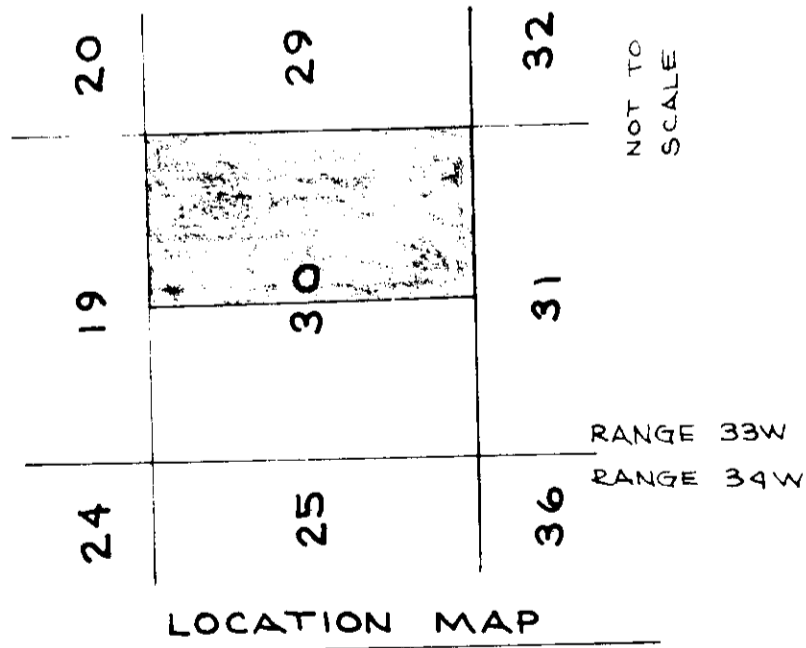 20
29
32
NOT TO
SCALE
19
30
31
RANGE 33W
RANGE 34W
24
25
36
LOCATION MAP